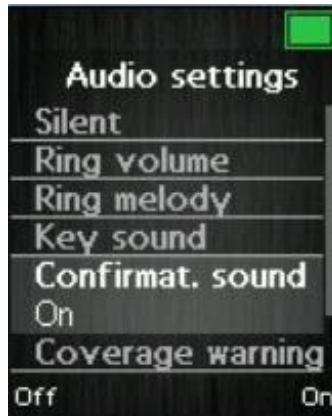 Audio settings
Silent
Ring volume
Ring melody
Key sound
Confirmat. sound
On
Coverage warning
Off On